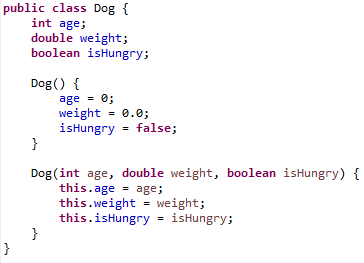 public class Dog {
    int age;
    double weight;
    boolean isHungry;

    Dog() {
        age = 0;
        weight = 0.0;
        isHungry = false;
    }

    Dog(int age, double weight, boolean isHungry) {
        this.age = age;
        this.weight = weight;
        this.isHungry = isHungry;
    }
}